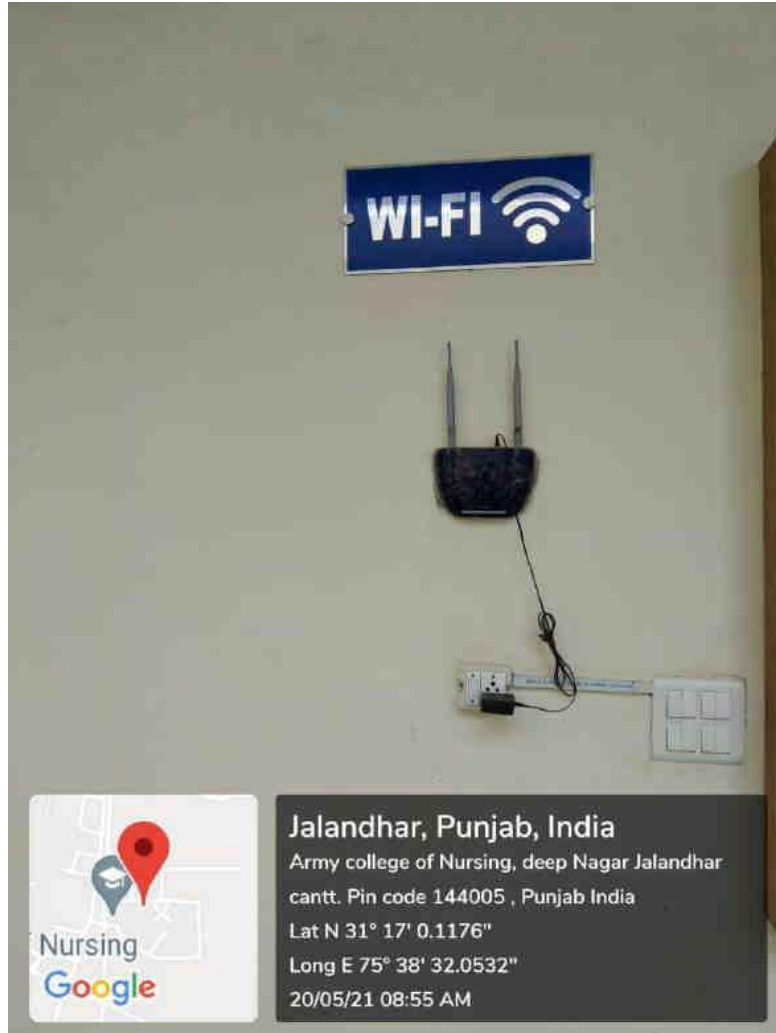 WI-FI
Jalandhar, Punjab, India
Army college of Nursing, deep Nagar Jalandhar
cantt. Pin code 144005 , Punjab India
Lat N 31° 17' 0.1176"
Long E 75° 38' 32.0532"
20/05/21 08:55 AM
Nursing
Google